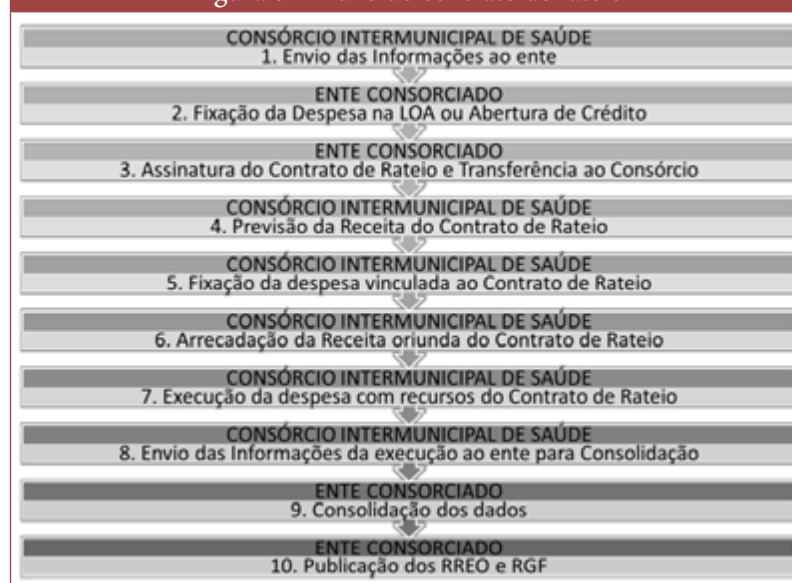 CONSÓRCIO INTERMUNICIPAL DE SAÚDE
1. Envio das Informações ao ente
ENTE CONSORCIADO
2. Fixação da Despesa na LOA ou Abertura de Crédito
ENTE CONSORCIADO
3. Assinatura do Contrato de Rateio e Transferência ao Consórcio
CONSÓRCIO INTERMUNICIPAL DE SAÚDE
4. Previsão da Receita do Contrato de Rateio
CONSÓRCIO INTERMUNICIPAL DE SAÚDE
5. Fixação da despesa vinculada ao Contrato de Rateio
CONSÓRCIO INTERMUNICIPAL DE SAÚDE
6. Arrecadação da Receita oriunda do Contrato de Rateio
CONSÓRCIO INTERMUNICIPAL DE SAÚDE
7. Execução da despesa com recursos do Contrato de Rateio
CONSÓRCIO INTERMUNICIPAL DE SAÚDE
8. Envio das Informações da execução ao ente para Consolidação
ENTE CONSORCIADO
9. Consolidação dos dados
ENTE CONSORCIADO
10. Publicação dos RREO e RGF